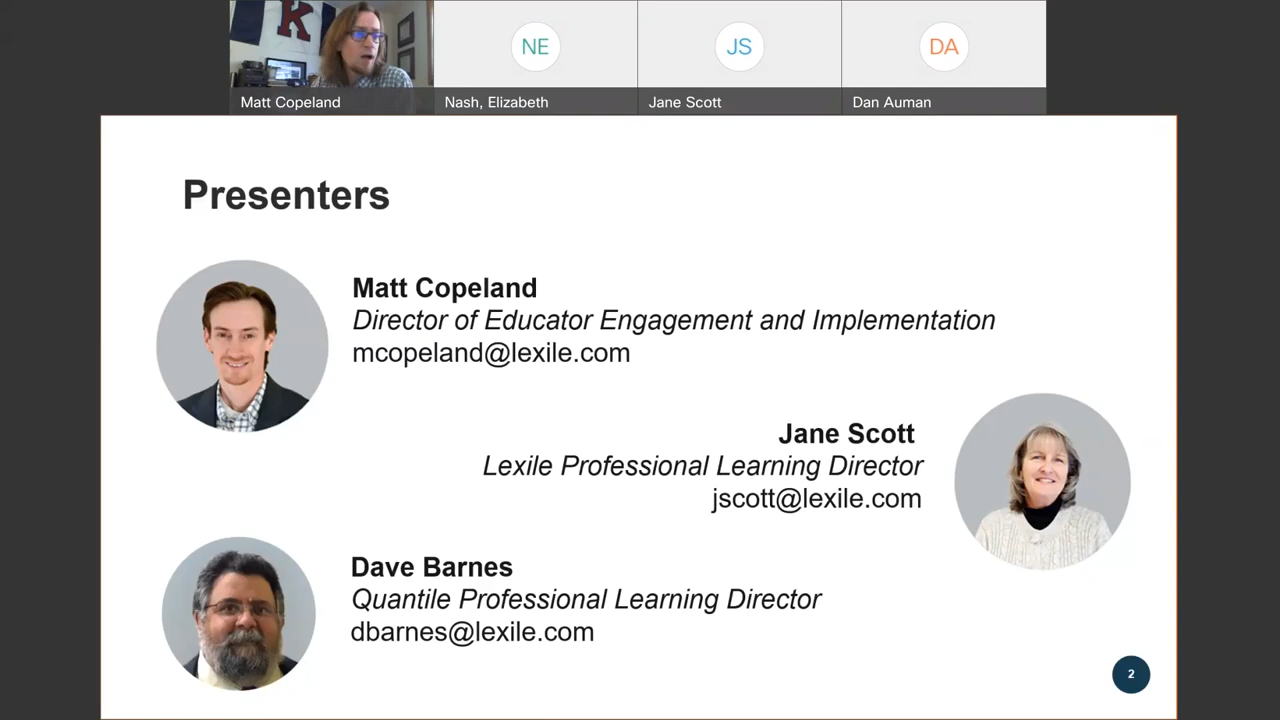 K
NE
JS
DA
Matt Copeland
Nash, Elizabeth
Jane Scott
Dan Auman
Presenters
Matt Copeland
Director of Educator Engagement and Implementation
mcopeland@lexile.com
Jane Scott
Lexile Professional Learning Director
jscott@lexile.com
Dave Barnes
Quantile Professional Learning Director
dbarnes@lexile.com
2